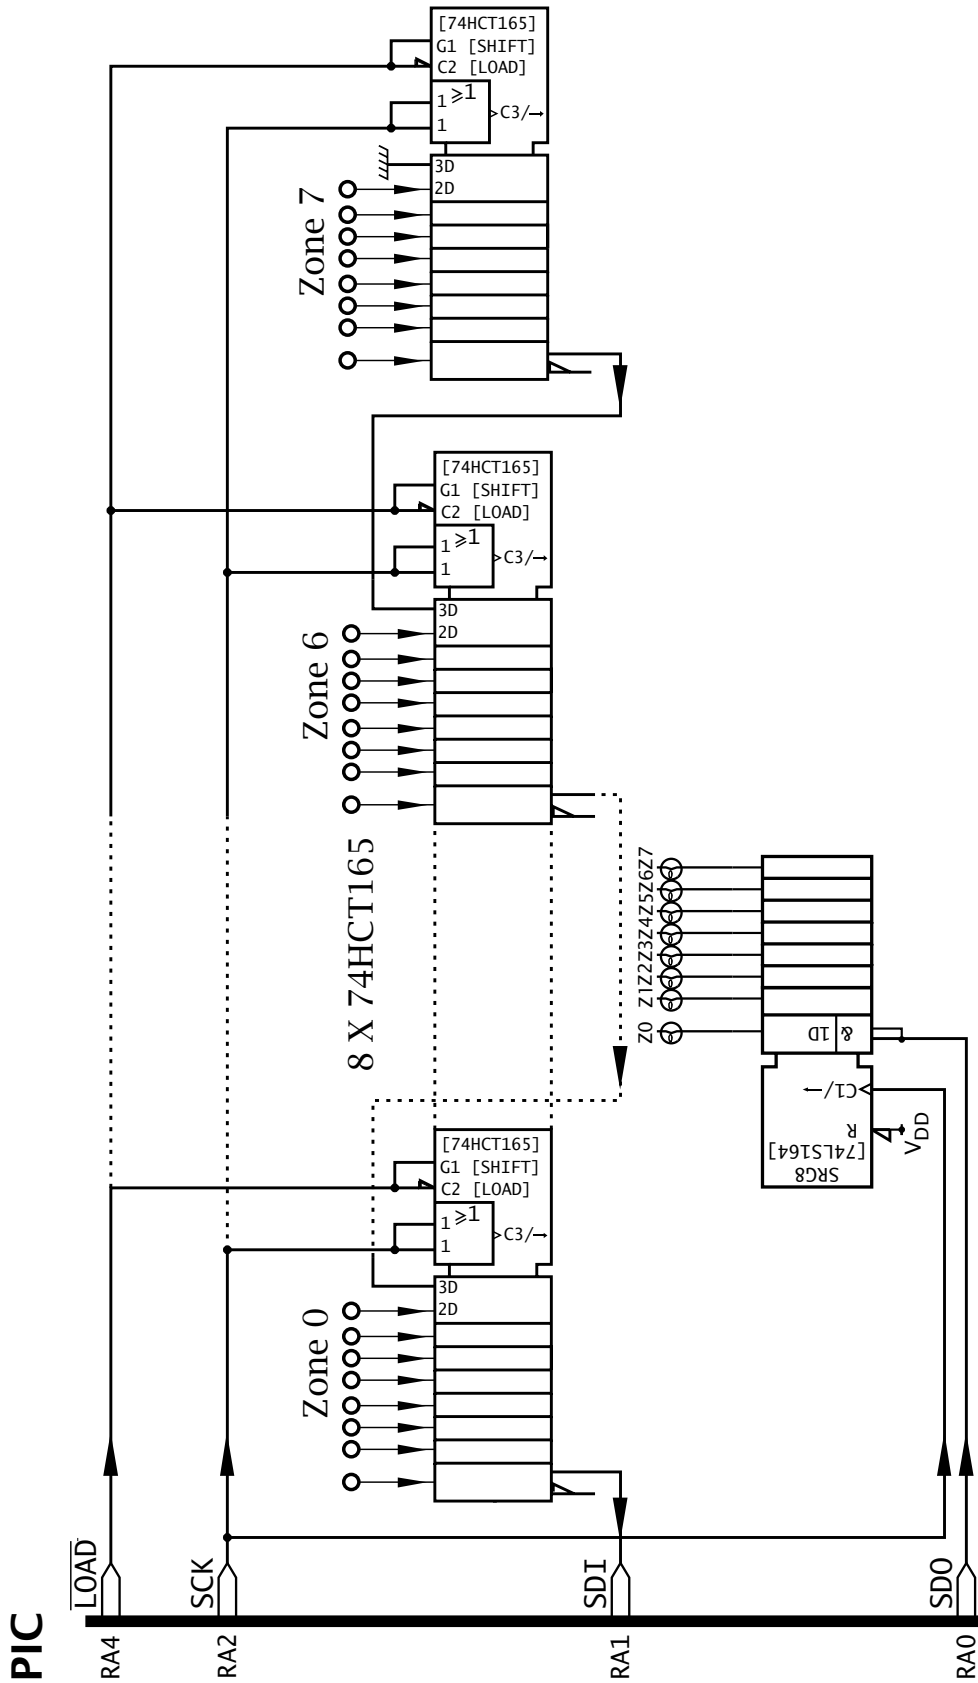 [74HCT165]
G1 [SHIFT]
C2 [LOAD]
1 ⩾1
1
C3/→
3D
2D
Zone 7
[74HCT165]
G1 [SHIFT]
C2 [LOAD]
1 ⩾1
1
C3/→
3D
2D
Zone 6
8 X 74HCT165
Z0 Z1 Z2 Z3 Z4 Z5 Z6 Z7
& 1D
C1/→
R
[74LS164]
SRG8
VDD
[74HCT165]
G1 [SHIFT]
C2 [LOAD]
1 ⩾1
1
C3/→
3D
2D
Zone 0
LOAD
SCK
SDI
SDO
PIC
RA4
RA2
RA1
RA0